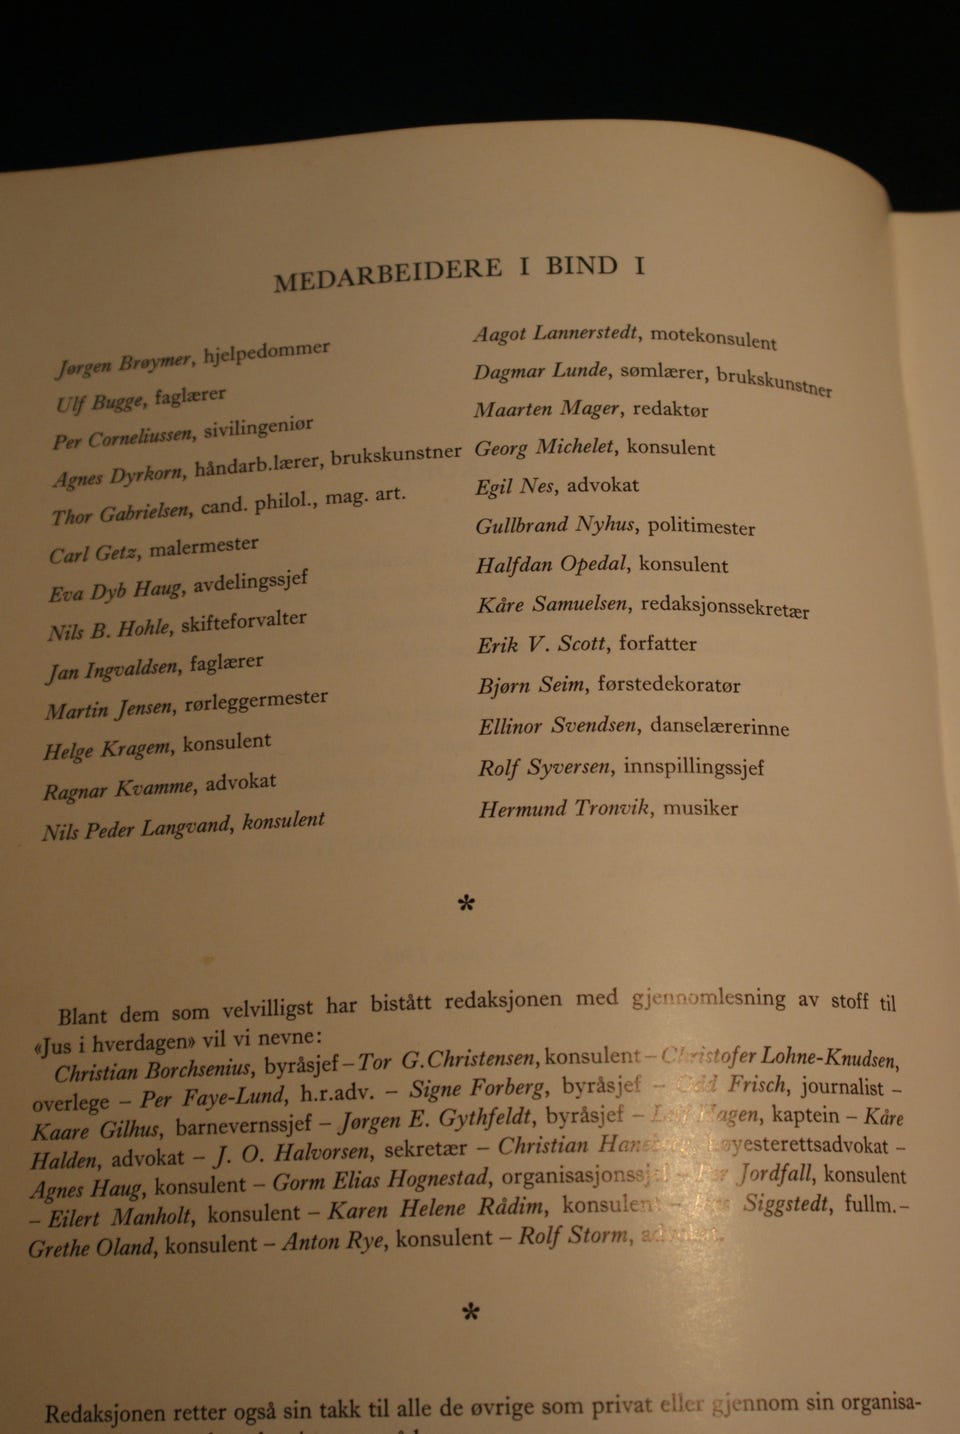 MEDARBEIDERE I BIND I
Jørgen Brøymer, hjelpedommer
Ulf Bugge, faglærer
Per Corneliussen, sivilingeniør
Agnes Dyrkorn, håndarb.lærer, brukskunstner
Thor Gabrielsen, cand. philol., mag. art.
Carl Getz, malermester
Eva Dyb Haug, avdelingssjef
Nils B. Hohle, skifteforvalter
Jan Ingvaldsen, faglærer
Martin Jensen, rørleggermester
Helge Kragem, konsulent
Ragnar Kvamme, advokat
Nils Peder Langvand, konsulent
Aagot Lannerstedt, motekonsulent
Dagmar Lunde, sømlærer, brukskunstner
Maarten Mager, redaktør
Georg Michelet, konsulent
Egil Nes, advokat
Gullbrand Nyhus, politimester
Halfdan Opedal, konsulent
Kåre Samuelsen, redaksjonssekretær
Erik V. Scott, forfatter
Bjørn Seim, førstedekoratør
Ellinor Svendsen, danselærerinne
Rolf Syversen, innspillingssjef
Hermund Tronvik, musiker
*
Blant dem som velvilligst har bistått redaksjonen med gjennomlesning av stoff til
«Jus i hverdagen» vil vi nevne:
Christian Borchsenius, byråsjef – Tor G. Christensen, konsulent – Christofer Lohne-Knudsen,
overlege – Per Faye-Lund, h.r.adv. – Signe Forberg, byråsjef – Odd Frisch, journalist –
Kaare Gilhus, barnevernssjef – Jørgen E. Gythfeldt, byråsjef – Hagen, kaptein – Kåre
Halden, advokat – J. O. Halvorsen, sekretær – Christian høyesterettsadvokat –
Agnes Haug, konsulent – Gorm Elias Hognestad, organisasjonssjef – Per Jordfall, konsulent
– Eilert Manholt, konsulent – Karen Helene Rådim, konsulent – Siggstedt, fullm. –
Grethe Oland, konsulent – Anton Rye, konsulent – Rolf Storm, advokat.
*
Redaksjonen retter også sin takk til alle de øvrige som privat eller gjennom sin organisa-